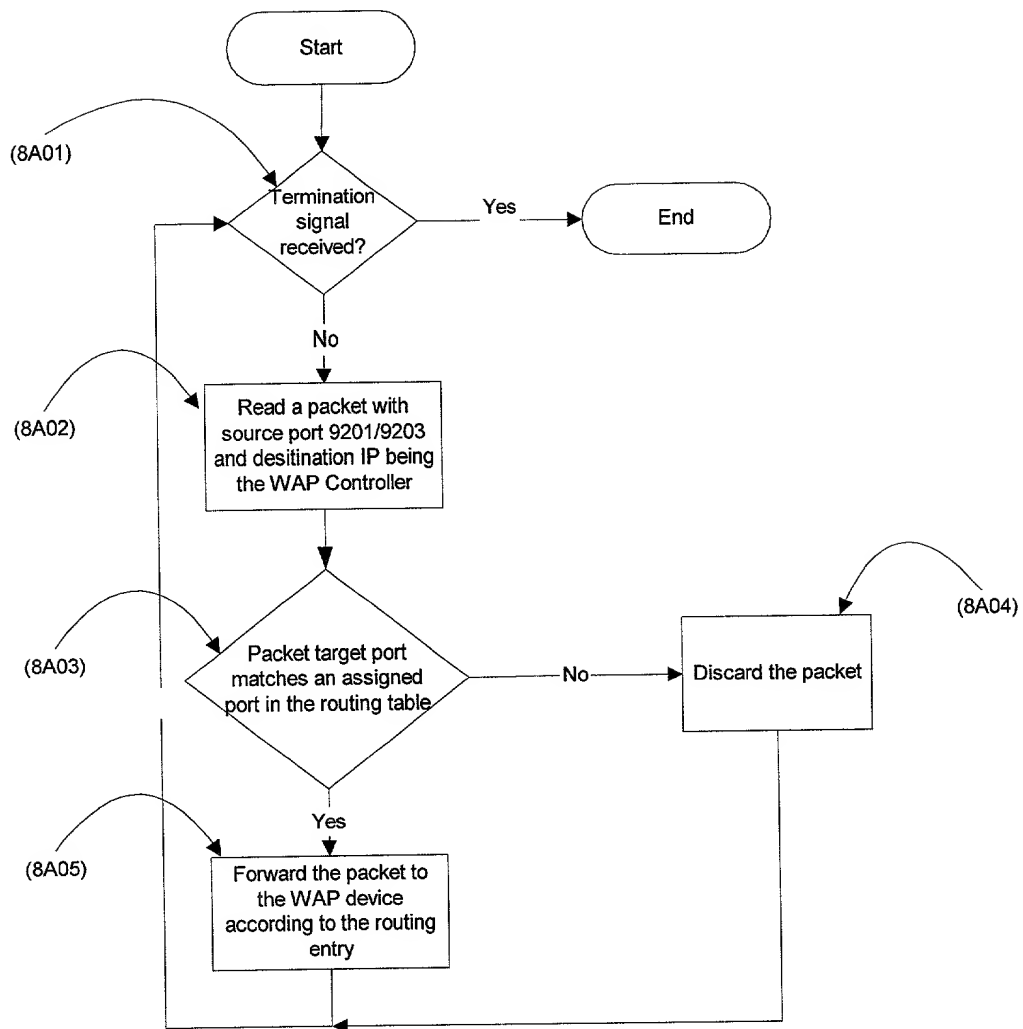 Start
(8A01)
Termination
signal
received?
Yes
End
No
(8A02)
Read a packet with
source port 9201/9203
and desitination IP being
the WAP Controller
(8A03)
Packet target port
matches an assigned
port in the routing table
No
Discard the packet
(8A04)
Yes
(8A05)
Forward the packet to
the WAP device
according to the routing
entry